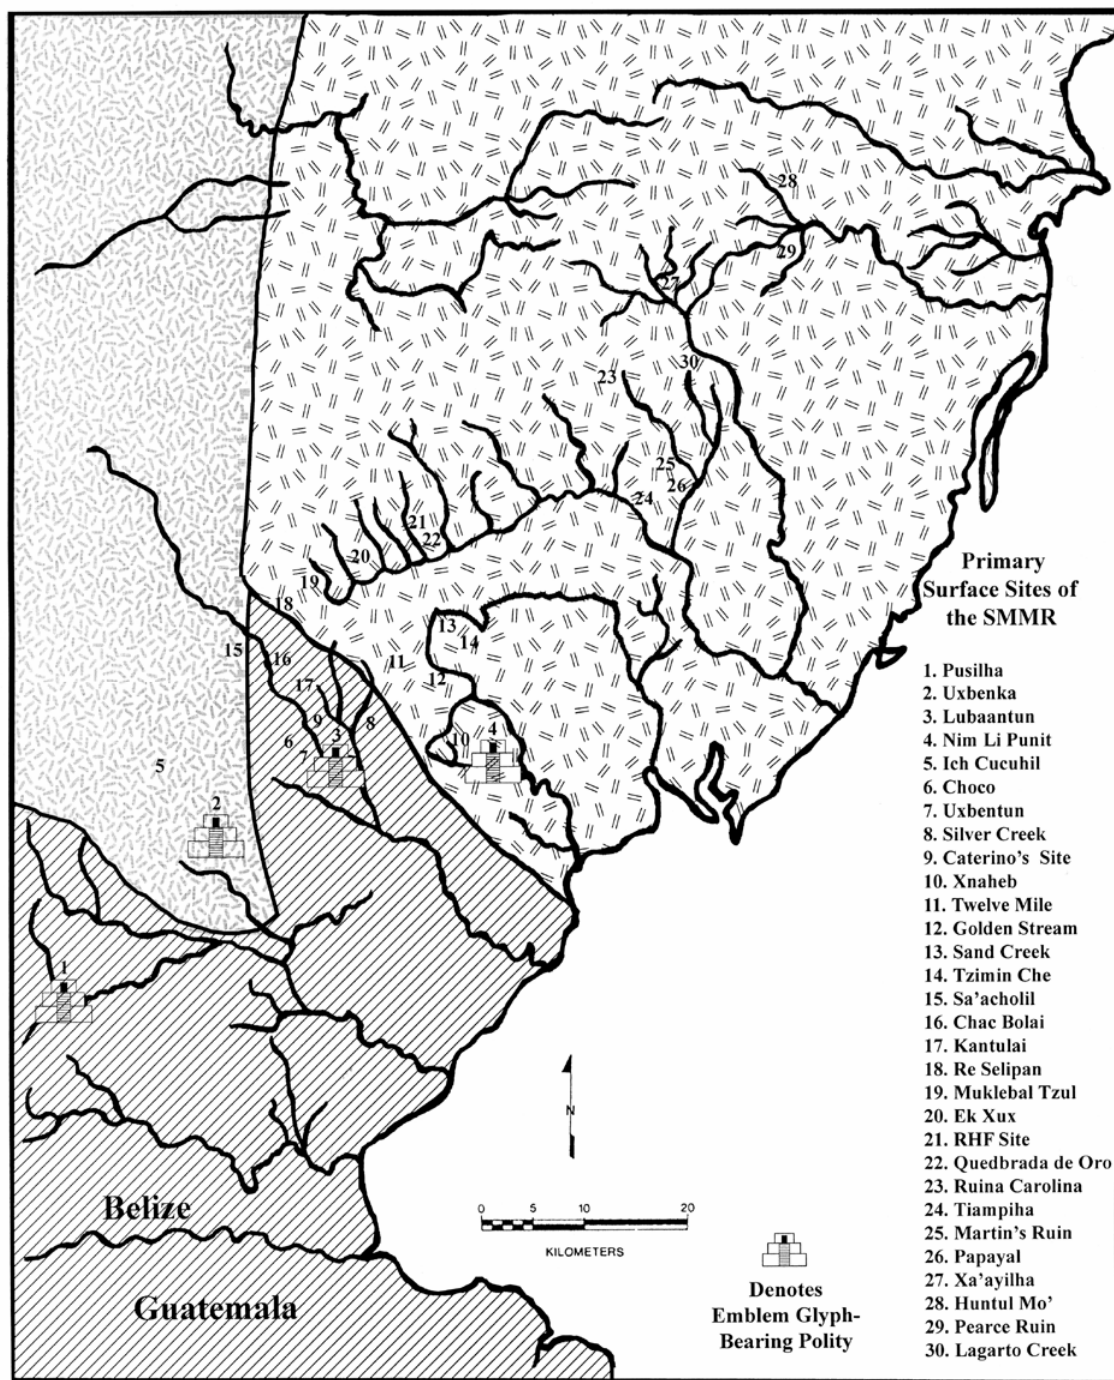 28
29
27
30
23
25
26
24
21
22
20
19
18
13
14
15
16
11
12
17
9
8
6
3
7
10
4
5
2
1
Primary
Surface Sites of
the SMMR
1. Pusilha
2. Uxbenka
3. Lubaantun
4. Nim Li Punit
5. Ich Cucuhil
6. Choco
7. Uxbentun
8. Silver Creek
9. Caterino's Site
10. Xnaheb
11. Twelve Mile
12. Golden Stream
13. Sand Creek
14. Tzimin Che
15. Sa'acholil
16. Chac Bolai
17. Kantulai
18. Re Selipan
19. Muklebal Tzul
20. Ek Xux
21. RHF Site
22. Quedbrada de Oro
23. Ruina Carolina
24. Tiampiha
25. Martin's Ruin
26. Papayal
27. Xa'ayilha
28. Huntul Mo'
29. Pearce Ruin
30. Lagarto Creek
N
0 5 10 20
KILOMETERS
Belize
Guatemala
Denotes
Emblem Glyph-
Bearing Polity